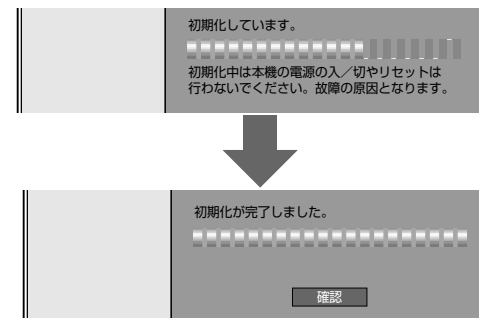 初期化しています。
初期化中は本機の電源の入／切やリセットは
行わないでください。故障の原因となります。
初期化が完了しました。
確認